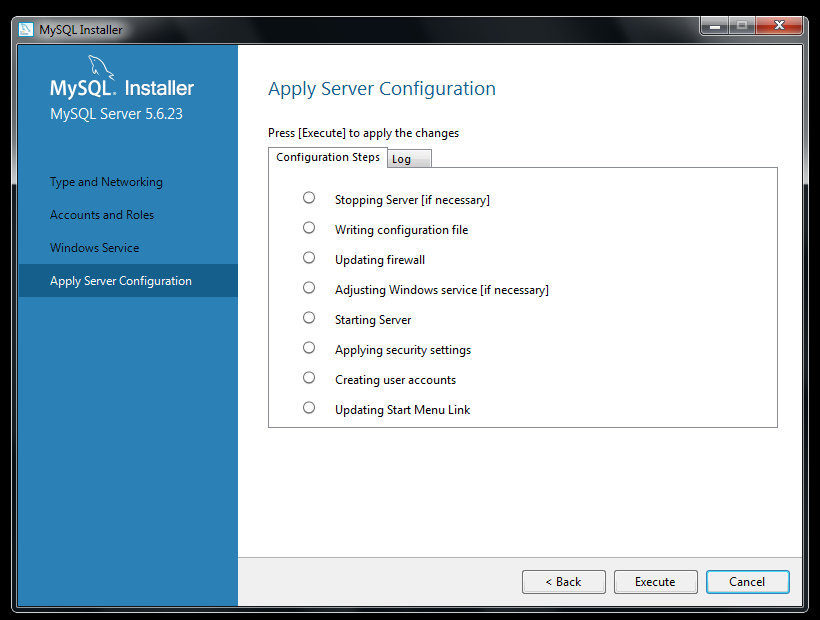 MySQL Installer
MySQL. Installer
MySQL Server 5.6.23
Type and Networking
Accounts and Roles
Windows Service
Apply Server Configuration
Apply Server Configuration
Press [Execute] to apply the changes
Configuration Steps
Log
Stopping Server [if necessary]
Writing configuration file
Updating firewall
Adjusting Windows service [if necessary]
Starting Server
Applying security settings
Creating user accounts
Updating Start Menu Link
< Back
Execute
Cancel